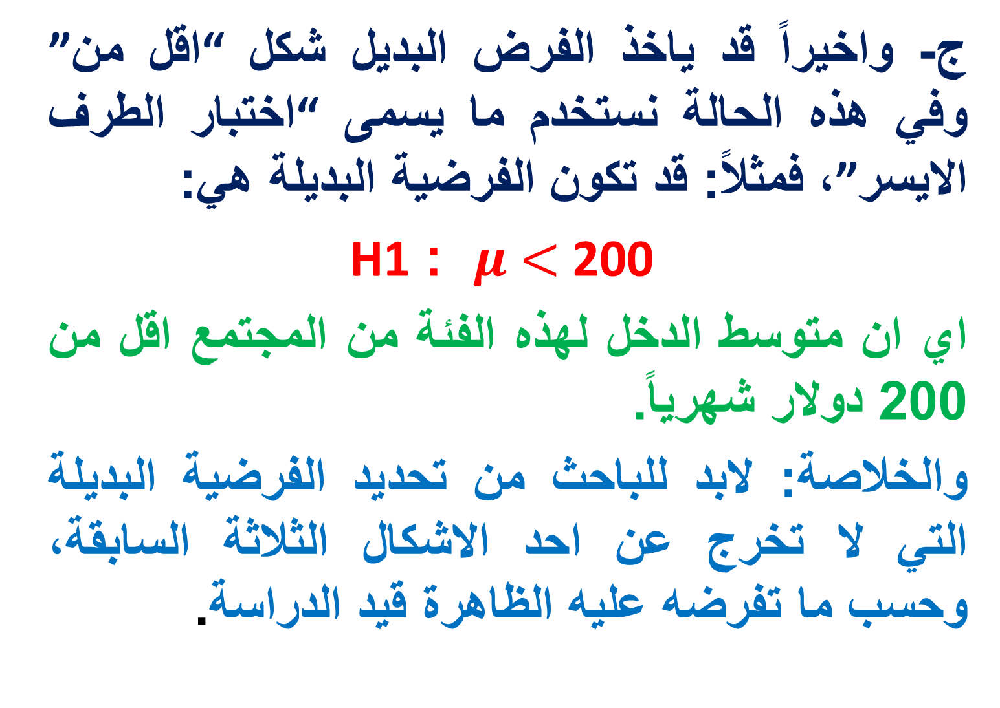 ج- واخيراً قد ياخذ الفرض البديل شكل “اقل من”
وفي هذه الحالة نستخدم ما يسمى “اختبار الطرف
الايسر”، فمثلاً: قد تكون الفرضية البديلة هي:
H1 : μ < 200
اي ان متوسط الدخل لهذه الفئة من المجتمع اقل من
200 دولار شهرياً.
والخلاصة: لابد للباحث من تحديد الفرضية البديلة
التي لا تخرج عن احد الاشكال الثلاثة السابقة،
وحسب ما تفرضه عليه الظاهرة قيد الدراسة.